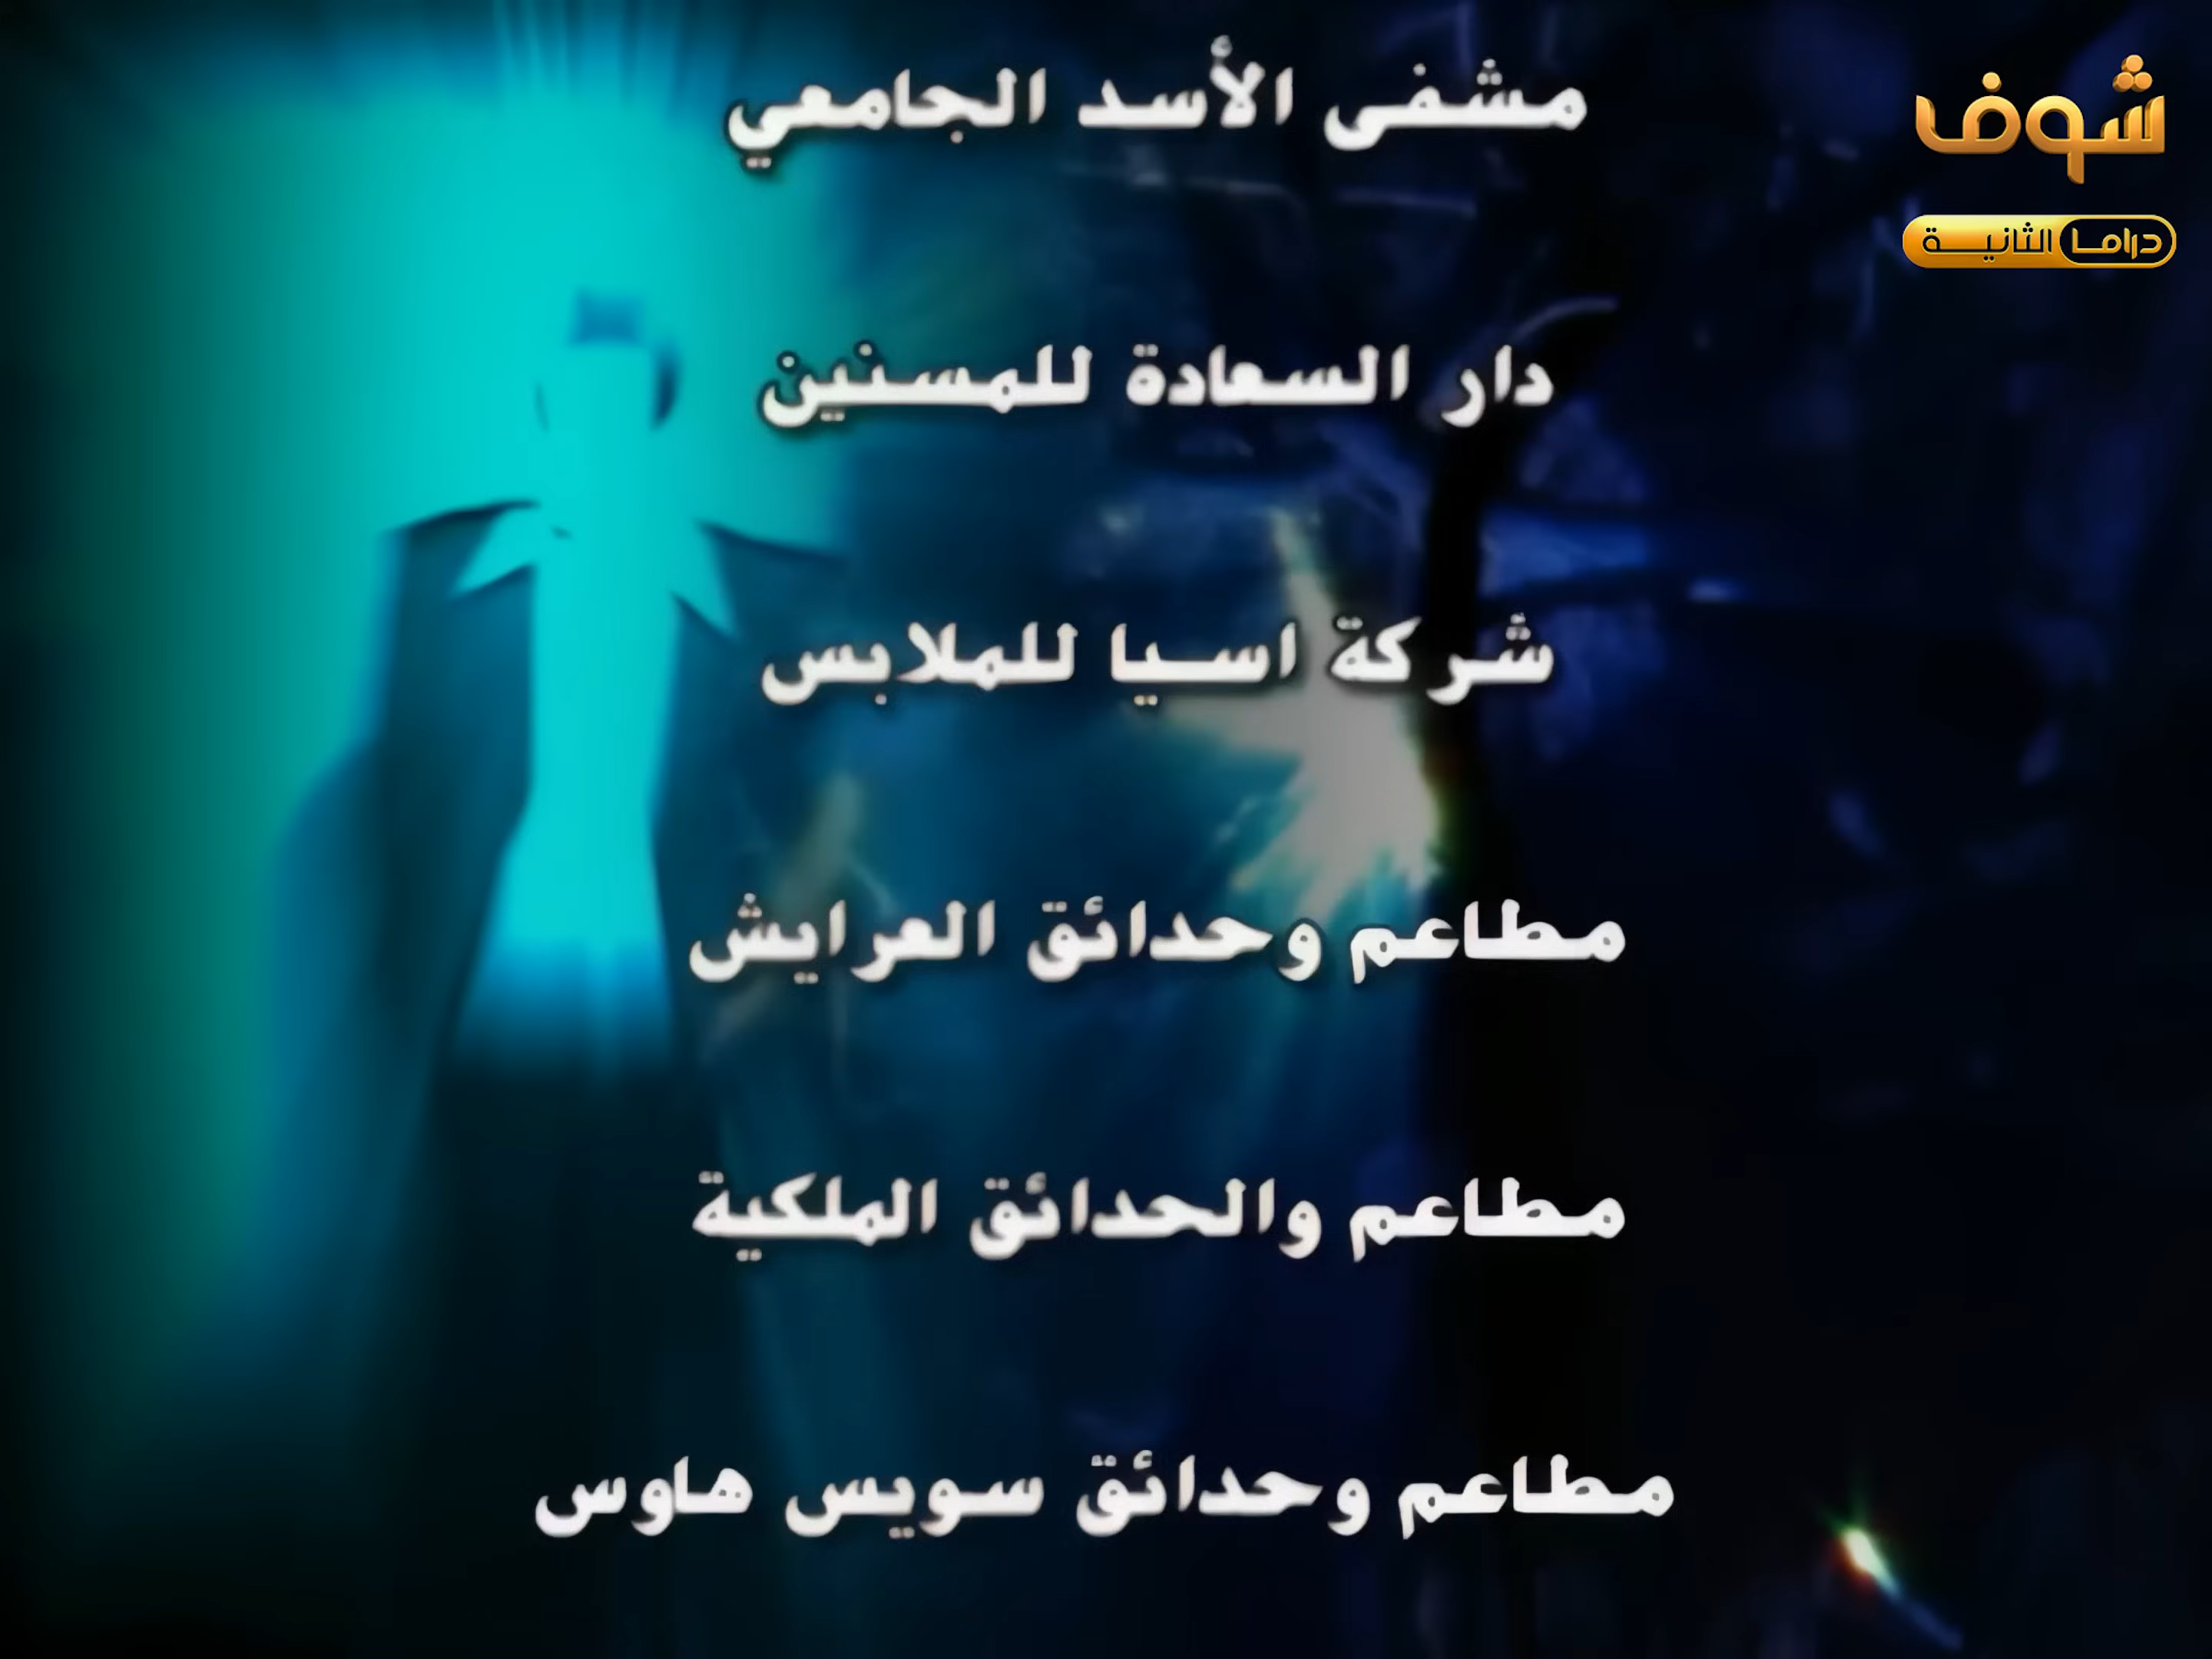 مشفى الأسد الجامعي
شوف
دراما الثانية
دار السعادة للمسنين
شركة اسيا للملابس
مطاعم وحدائق العرايش
مطاعم والحدائق الملكية
مطاعم وحدائق سويس هاوس